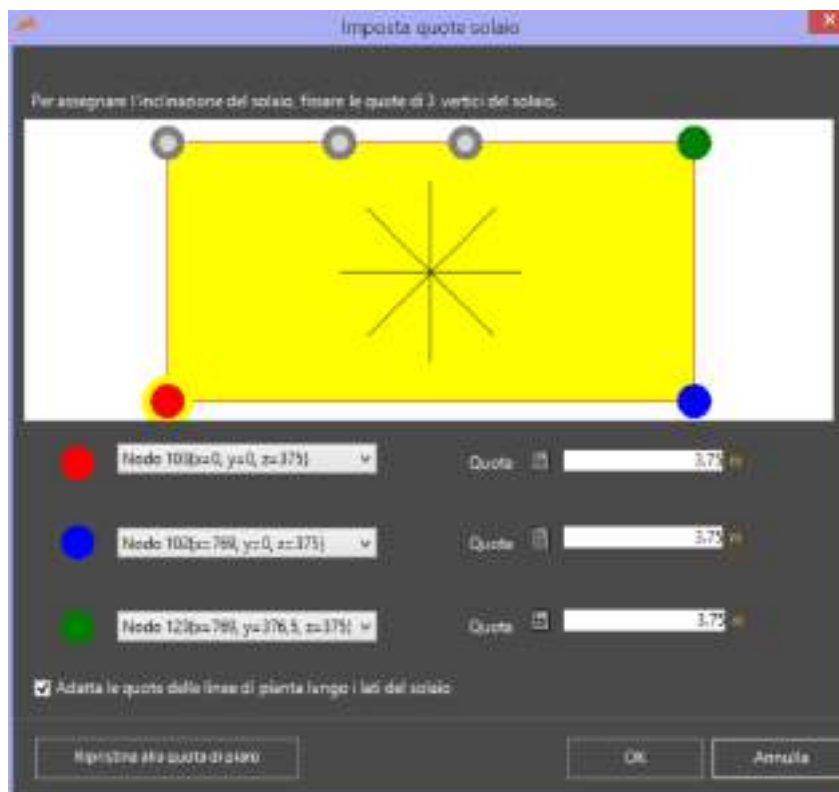 Imposta quote solaio
Per assegnare l'inclinazione del solaio, fissare le quote di 3 vertici del solaio.
Nodo 103(x=0, y=0, z=375)
Quota
3,75 m
Nodo 102(x=769, y=0, z=375)
Quota
3,75 m
Nodo 123(x=769, y=376,5, z=375)
Quota
3,75 m
Adatta le quote delle linee di pianta lungo i lati del solaio
Ripristina alla quota di piano
OK
Annulla